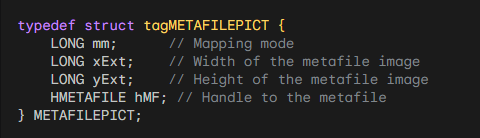 typedef struct tagMETAFILEPICT {
    LONG mm;      // Mapping mode
    LONG xExt;    // Width of the metafile image
    LONG yExt;    // Height of the metafile image
    HMETAFILE hMF; // Handle to the metafile
} METAFILEPICT;